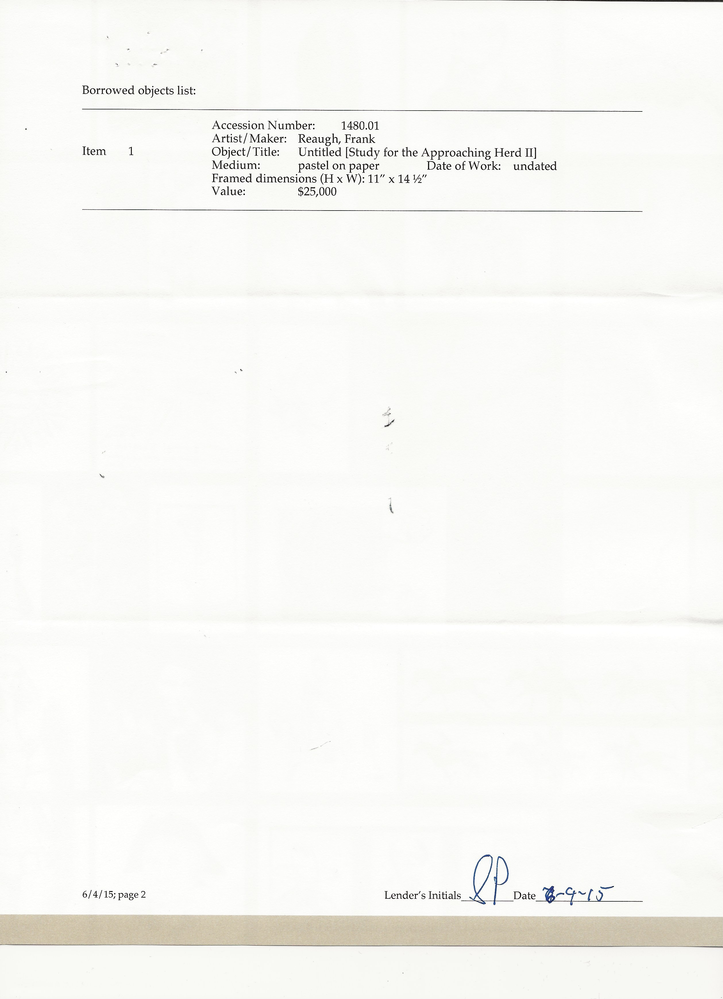 Borrowed objects list:
Accession Number: 1480.01
Artist/Maker: Reaugh, Frank
Item 1 Object/Title: Untitled [Study for the Approaching Herd II]
Medium: pastel on paper Date of Work: undated
Framed dimensions (H x W): 11" x 14 ½"
Value: $25,000
6/4/15; page 2 Lender's Initials Date -9-15